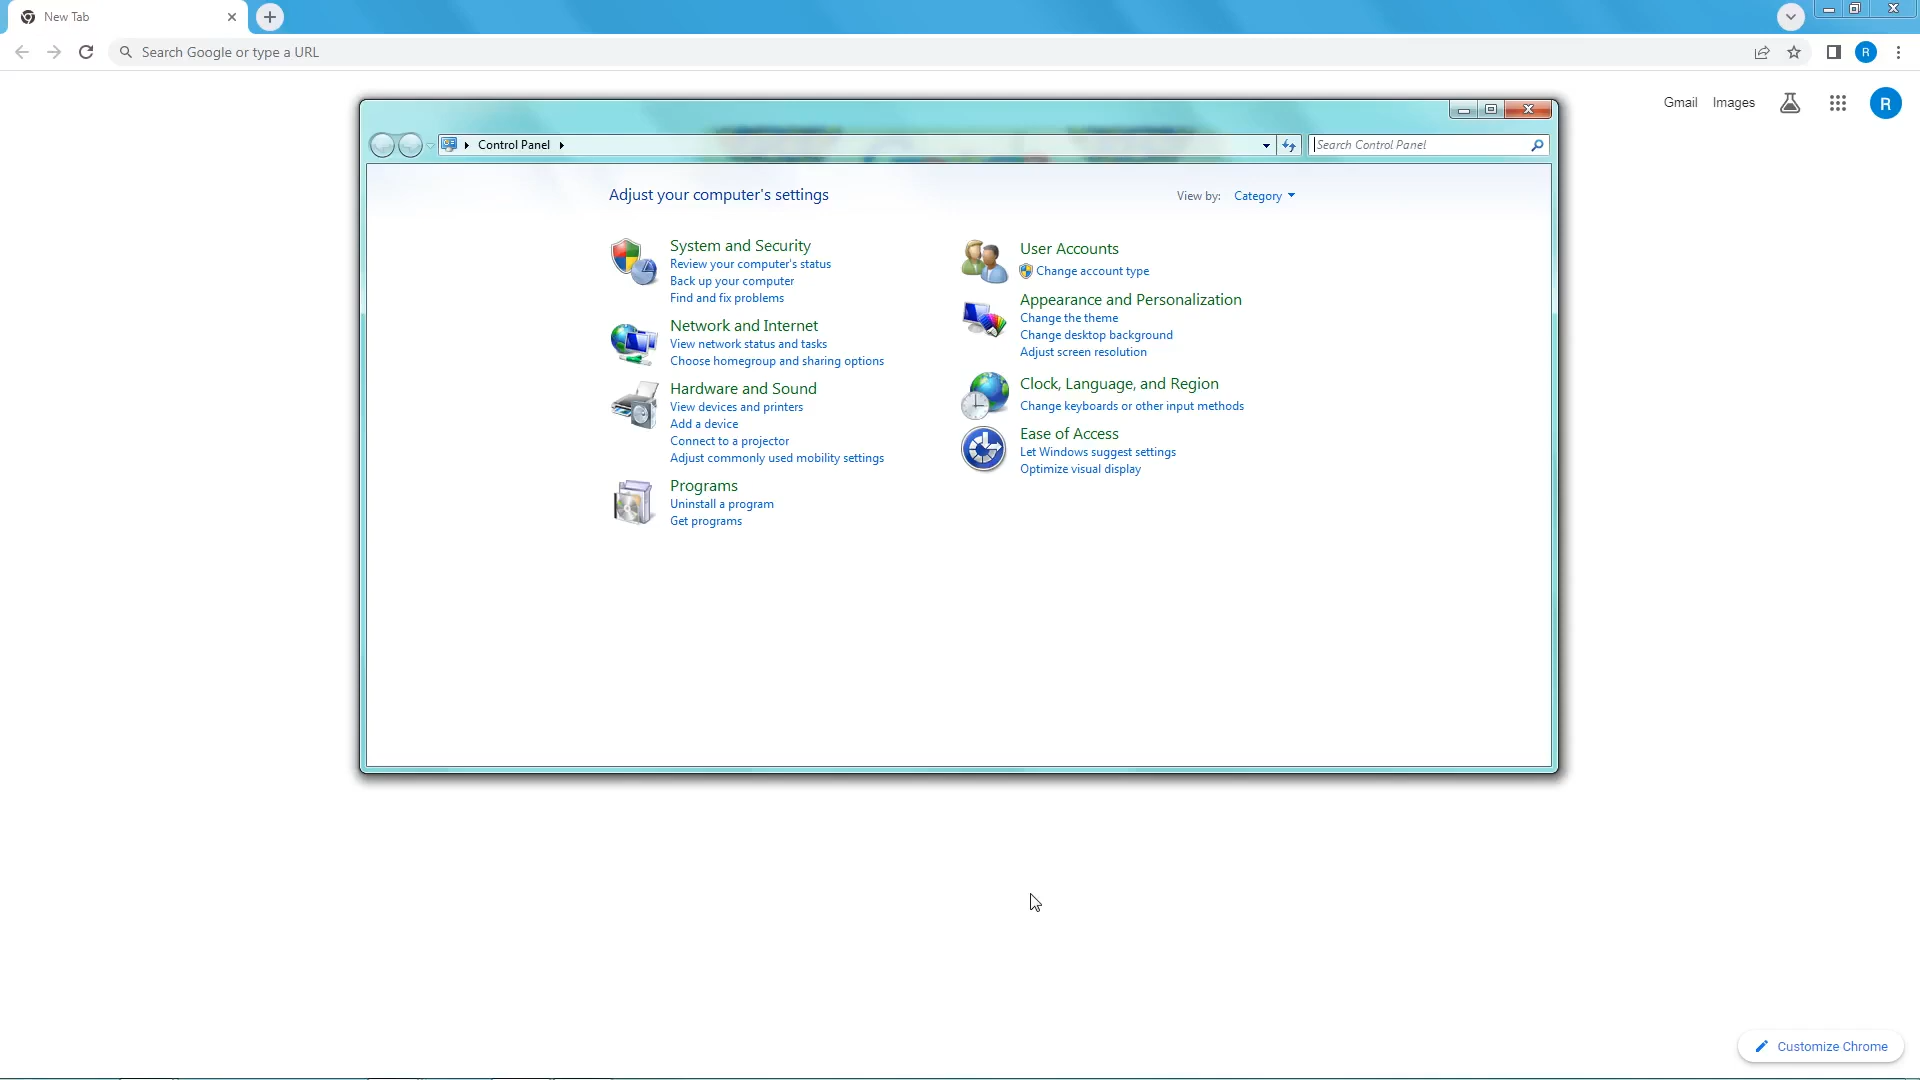 New Tab
Search Google or type a URL
R
Gmail Images R
Control Panel
Search Control Panel
Adjust your computer's settings
View by: Category
System and Security
Review your computer's status
Back up your computer
Find and fix problems
Network and Internet
View network status and tasks
Choose homegroup and sharing options
Hardware and Sound
View devices and printers
Add a device
Connect to a projector
Adjust commonly used mobility settings
Programs
Uninstall a program
Get programs
User Accounts
Change account type
Appearance and Personalization
Change the theme
Change desktop background
Adjust screen resolution
Clock, Language, and Region
Change keyboards or other input methods
Ease of Access
Let Windows suggest settings
Optimize visual display
Customize Chrome